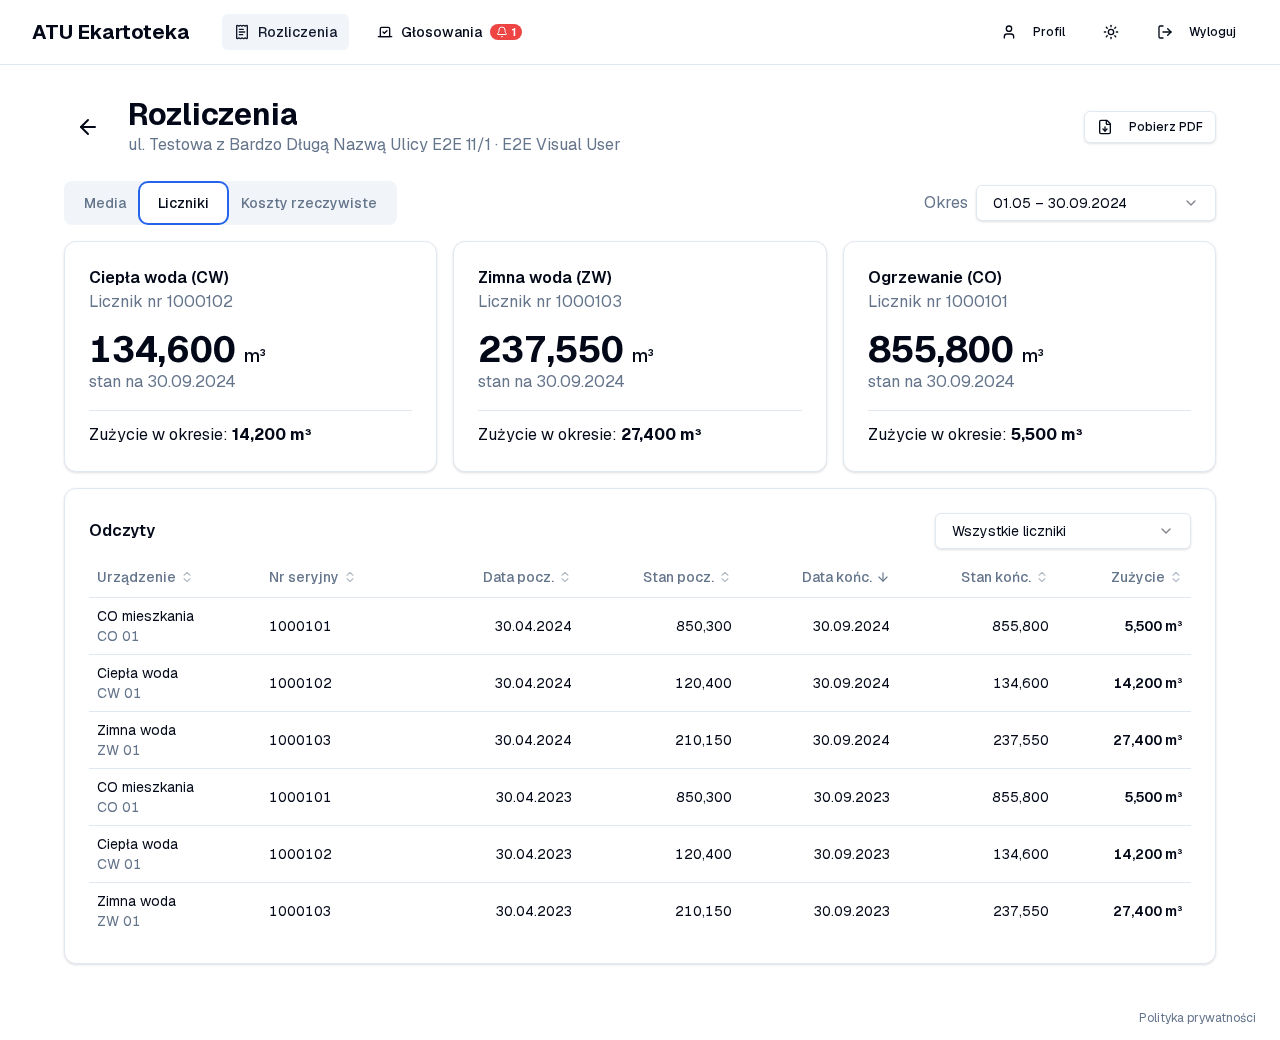 ATU Ekartoteka
Rozliczenia
Głosowania
1
Profil
Wyloguj
Rozliczenia
ul. Testowa z Bardzo Długą Nazwą Ulicy E2E 11/1 · E2E Visual User
Pobierz PDF
Media
Liczniki
Koszty rzeczywiste
Okres
01.05 – 30.09.2024
Ciepła woda (CW)
Licznik nr 1000102
134,600 m³
stan na 30.09.2024
Zużycie w okresie: 14,200 m³
Zimna woda (ZW)
Licznik nr 1000103
237,550 m³
stan na 30.09.2024
Zużycie w okresie: 27,400 m³
Ogrzewanie (CO)
Licznik nr 1000101
855,800 m³
stan na 30.09.2024
Zużycie w okresie: 5,500 m³
Odczyty
Wszystkie liczniki
Urządzenie Nr seryjny Data pocz. Stan pocz. Data końc. Stan końc. Zużycie
CO mieszkania
CO 01
1000101 30.04.2024 850,300 30.09.2024 855,800 5,500 m³
Ciepła woda
CW 01
1000102 30.04.2024 120,400 30.09.2024 134,600 14,200 m³
Zimna woda
ZW 01
1000103 30.04.2024 210,150 30.09.2024 237,550 27,400 m³
CO mieszkania
CO 01
1000101 30.04.2023 850,300 30.09.2023 855,800 5,500 m³
Ciepła woda
CW 01
1000102 30.04.2023 120,400 30.09.2023 134,600 14,200 m³
Zimna woda
ZW 01
1000103 30.04.2023 210,150 30.09.2023 237,550 27,400 m³
Polityka prywatności